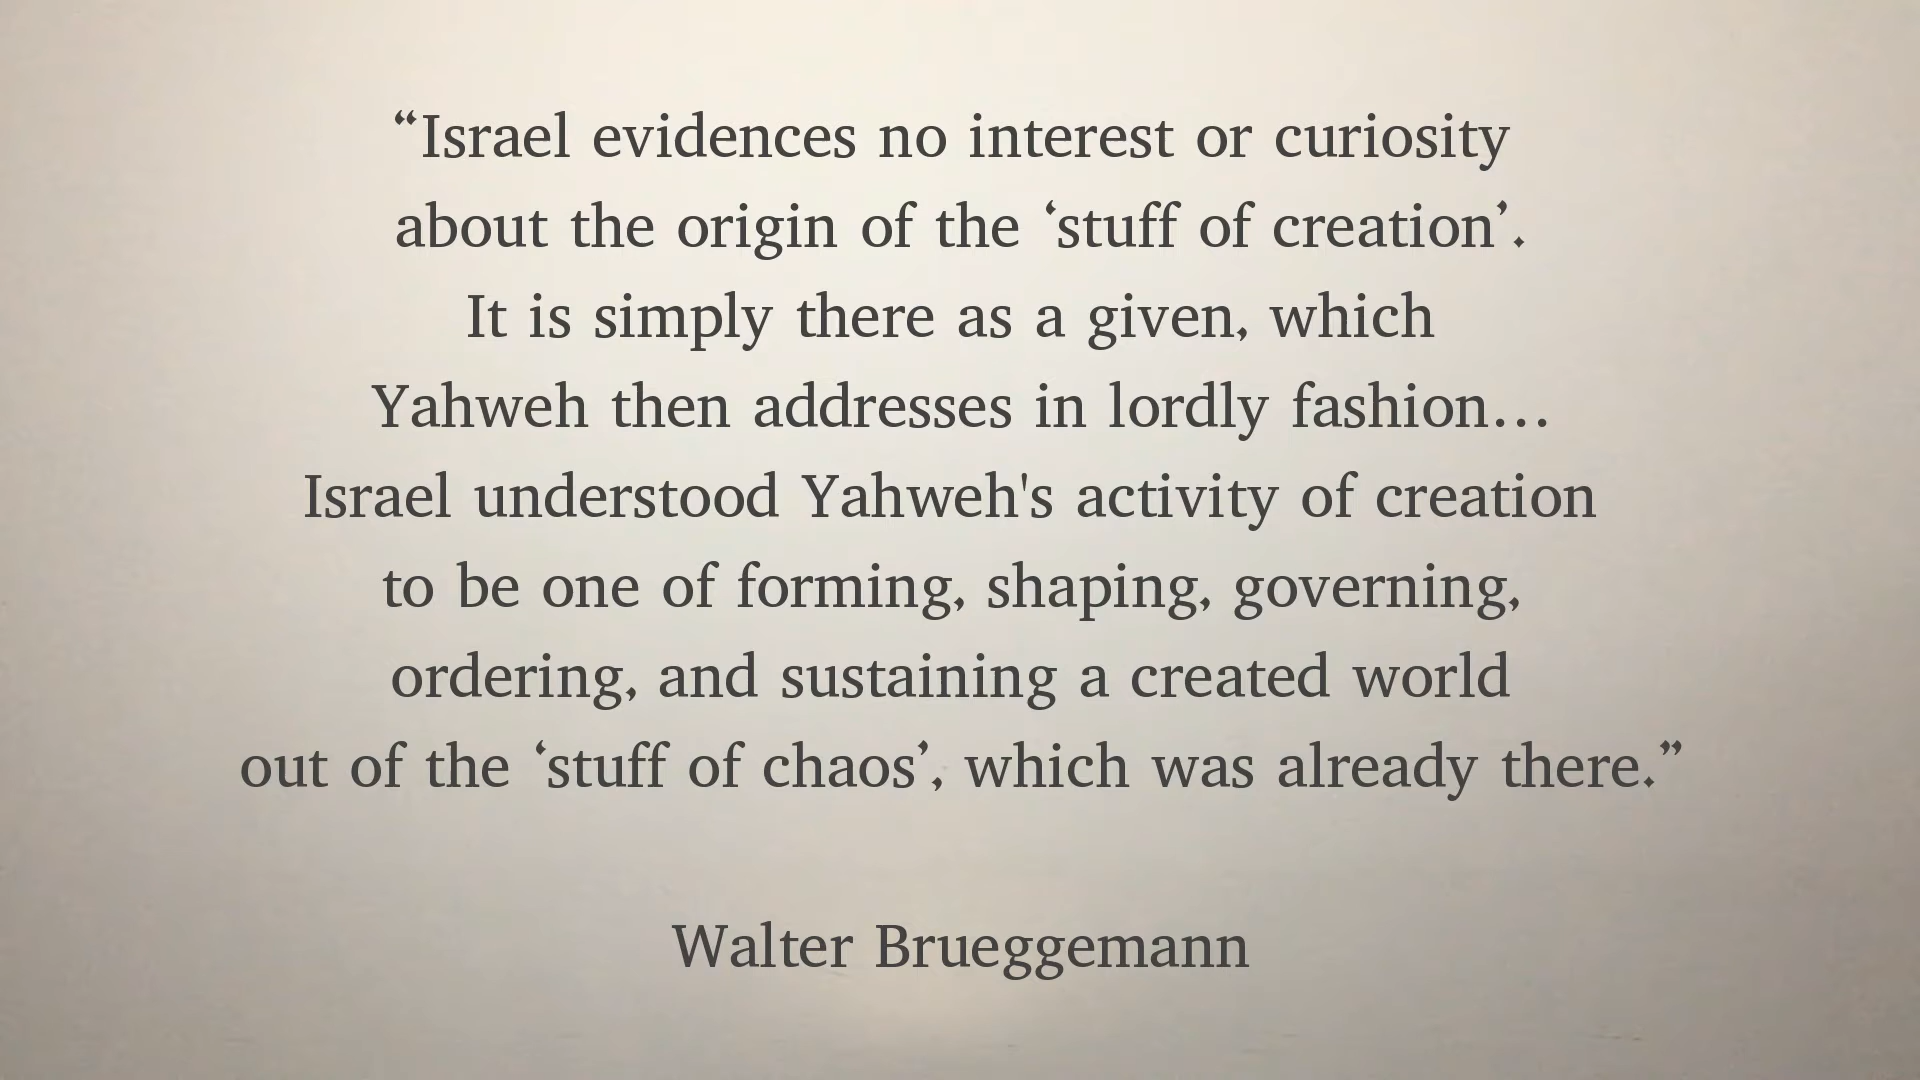 “Israel evidences no interest or curiosity
about the origin of the ‘stuff of creation’.
It is simply there as a given, which
Yahweh then addresses in lordly fashion…
Israel understood Yahweh's activity of creation
to be one of forming, shaping, governing,
ordering, and sustaining a created world
out of the ‘stuff of chaos’, which was already there.”
Walter Brueggemann